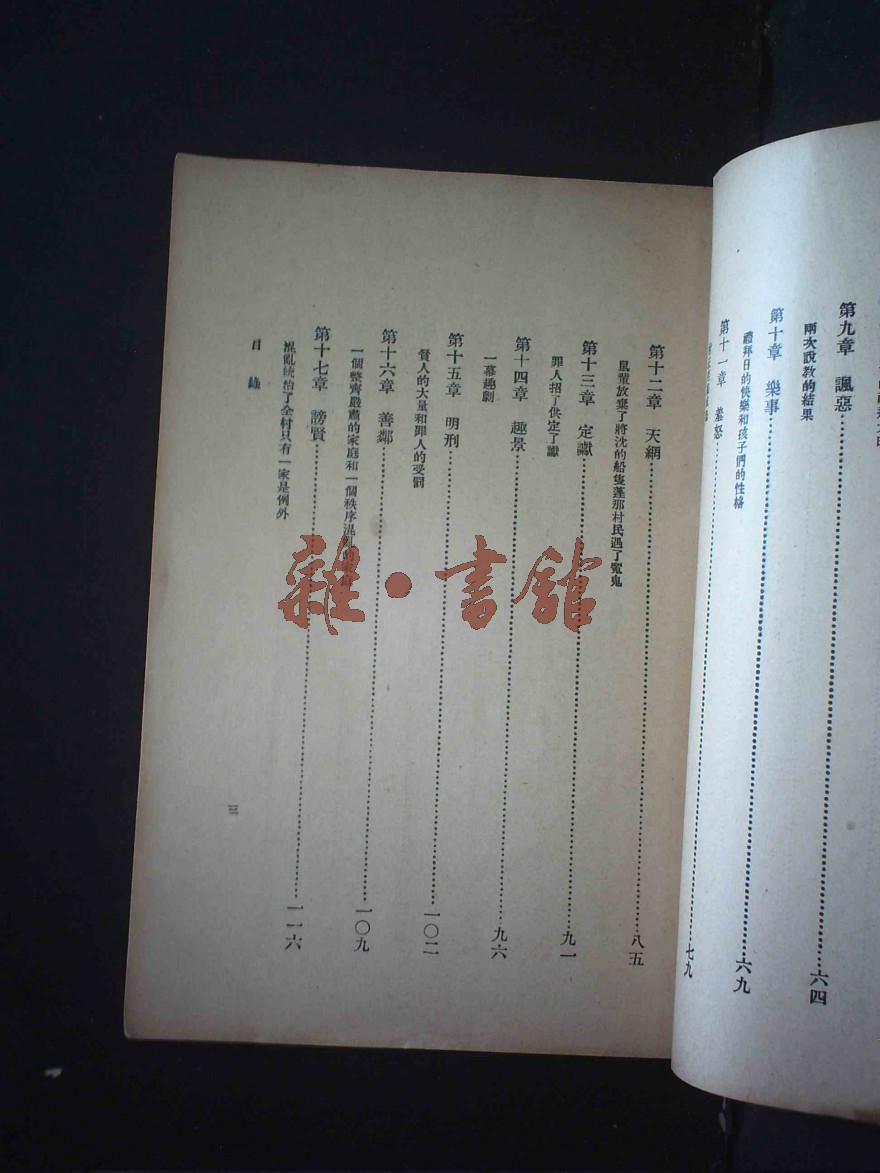 第九章 諷惡……六四
兩次說教的結果
第十章 樂事……六九
禮拜日的快樂和孩子們的性格
第十一章 羞怒……七九
第十二章 天網……八五
鼠輩放棄了將沈的船隻蓬那村民遇了冤鬼
第十三章 定讞……九一
罪人招了供定了讞
第十四章 趣景……九六
一幕趣劇
第十五章 明刑……一〇二
督人的大量和罪人的受罰
第十六章 善鄰……一〇九
一個整齊嚴肅的家庭和一個秩序混亂的
第十七章 謗賢……一一六
混亂統治了全村只有一家是例外
目錄
三
雜·書館